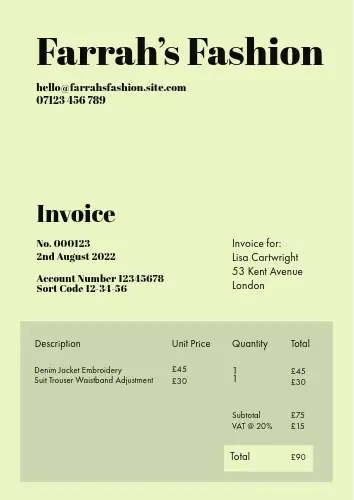 Farrah's Fashion
hello@farrahsfashion.site.com
07123 456 789
Invoice
No. 000123
2nd August 2022
Account Number 12345678
Sort Code 12-34-56
Invoice for:
Lisa Cartwright
53 Kent Avenue
London
Description Unit Price Quantity Total
Denim Jacket Embroidery £45 1 £45
Suit Trouser Waistband Adjustment £30 1 £30
Subtotal £75
VAT @ 20% £15
Total £90